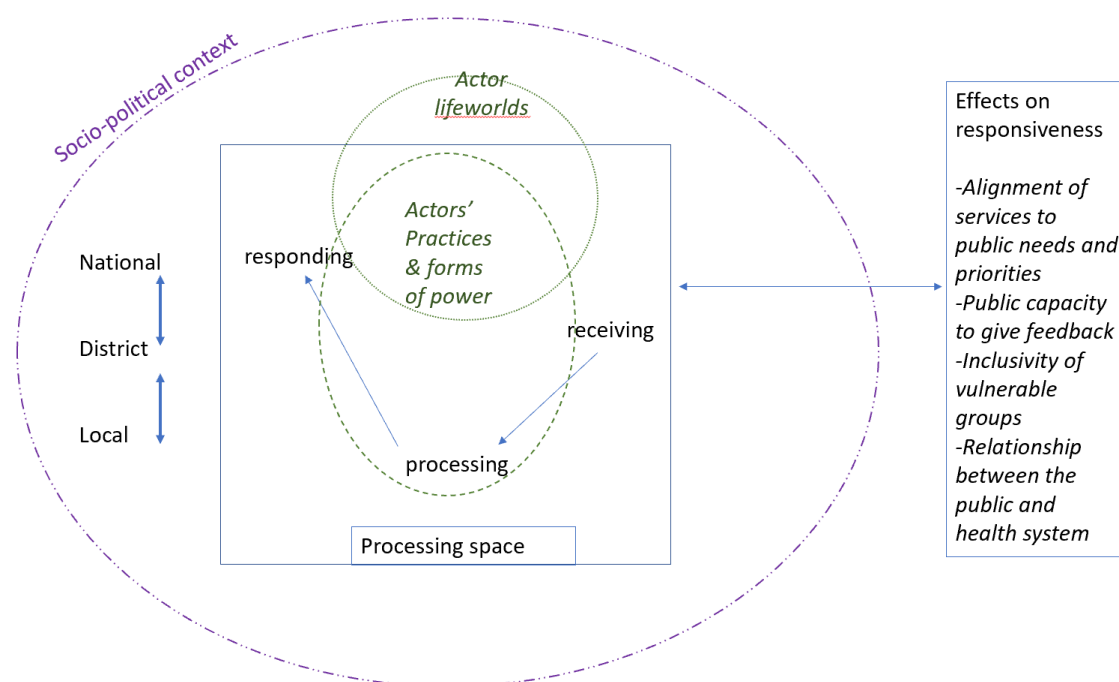 Socio-political context
Actor
lifeworlds
Actors'
Practices
& forms
of power
responding
receiving
processing
Processing space
National
District
Local
Effects on
responsiveness
-Alignment of
services to
public needs and
priorities
-Public capacity
to give feedback
-Inclusivity of
vulnerable
groups
-Relationship
between the
public and
health system